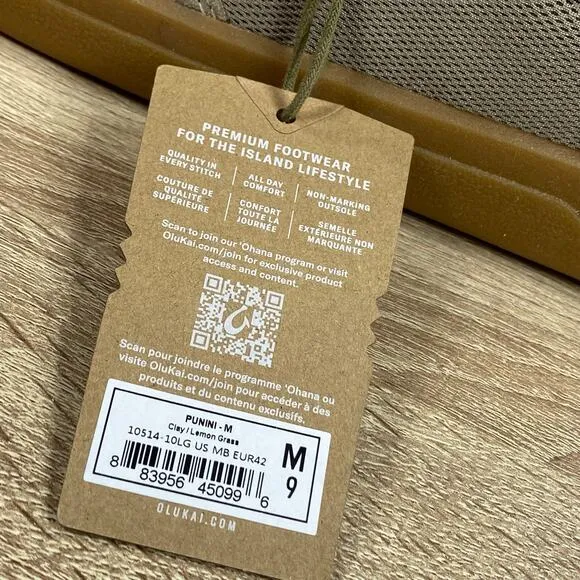 PREMIUM FOOTWEAR
FOR THE ISLAND LIFESTYLE
QUALITY IN
EVERY STITCH
ALL DAY
COMFORT
NON-MARKING
OUTSOLE
COUTURE DE
QUALITÉ
SUPÉRIEURE
CONFORT
TOUTE LA
JOURNÉE
SEMELLE
EXTÉRIEURE NON
MARQUANTE
Scan to join our 'Ohana program or visit
OluKai.com/join for exclusive product
access and content.
Scan pour joindre le programme 'Ohana ou
visite OluKai.com/join pour accéder à des
produits et du contenu exclusifs.
PUNINI - M
Clay / Lemon Grass
10514-10LG US MB EUR42
M
9
8 83956 45099 6
OLUKAI.COM